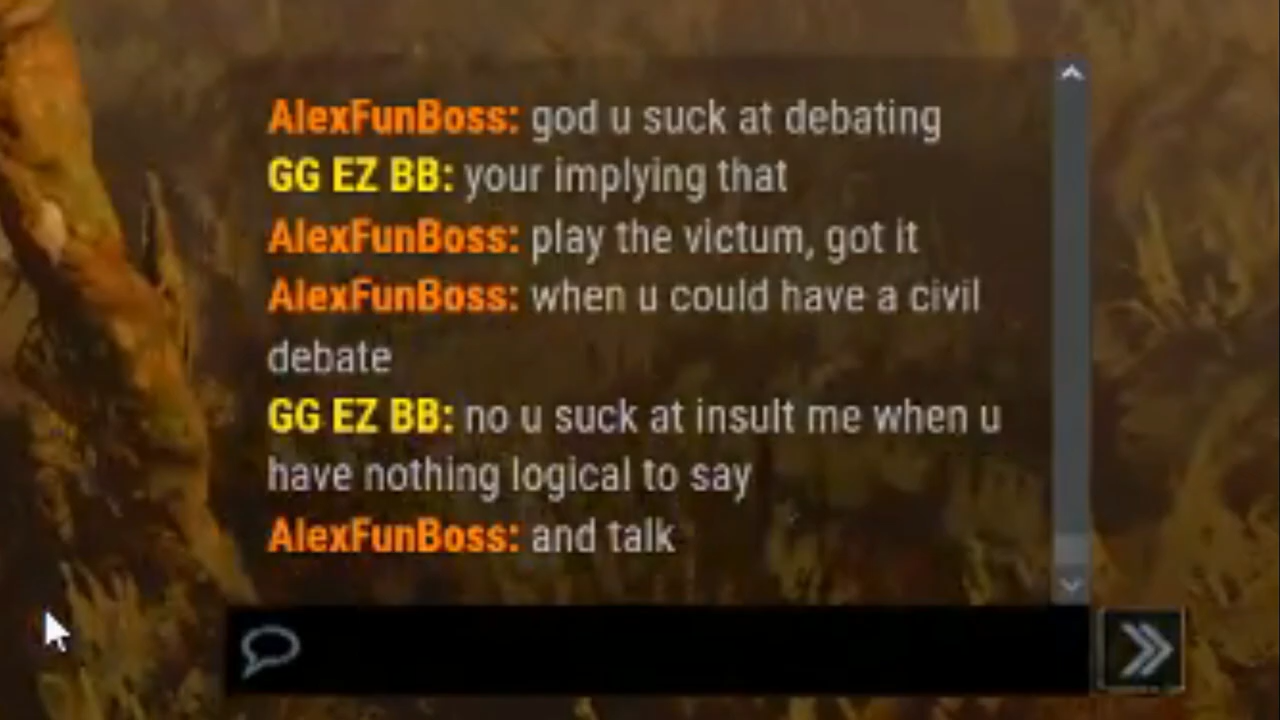 AlexFunBoss: god u suck at debating
GG EZ BB: your implying that
AlexFunBoss: play the victum, got it
AlexFunBoss: when u could have a civil
debate
GG EZ BB: no u suck at insult me when u
have nothing logical to say
AlexFunBoss: and talk